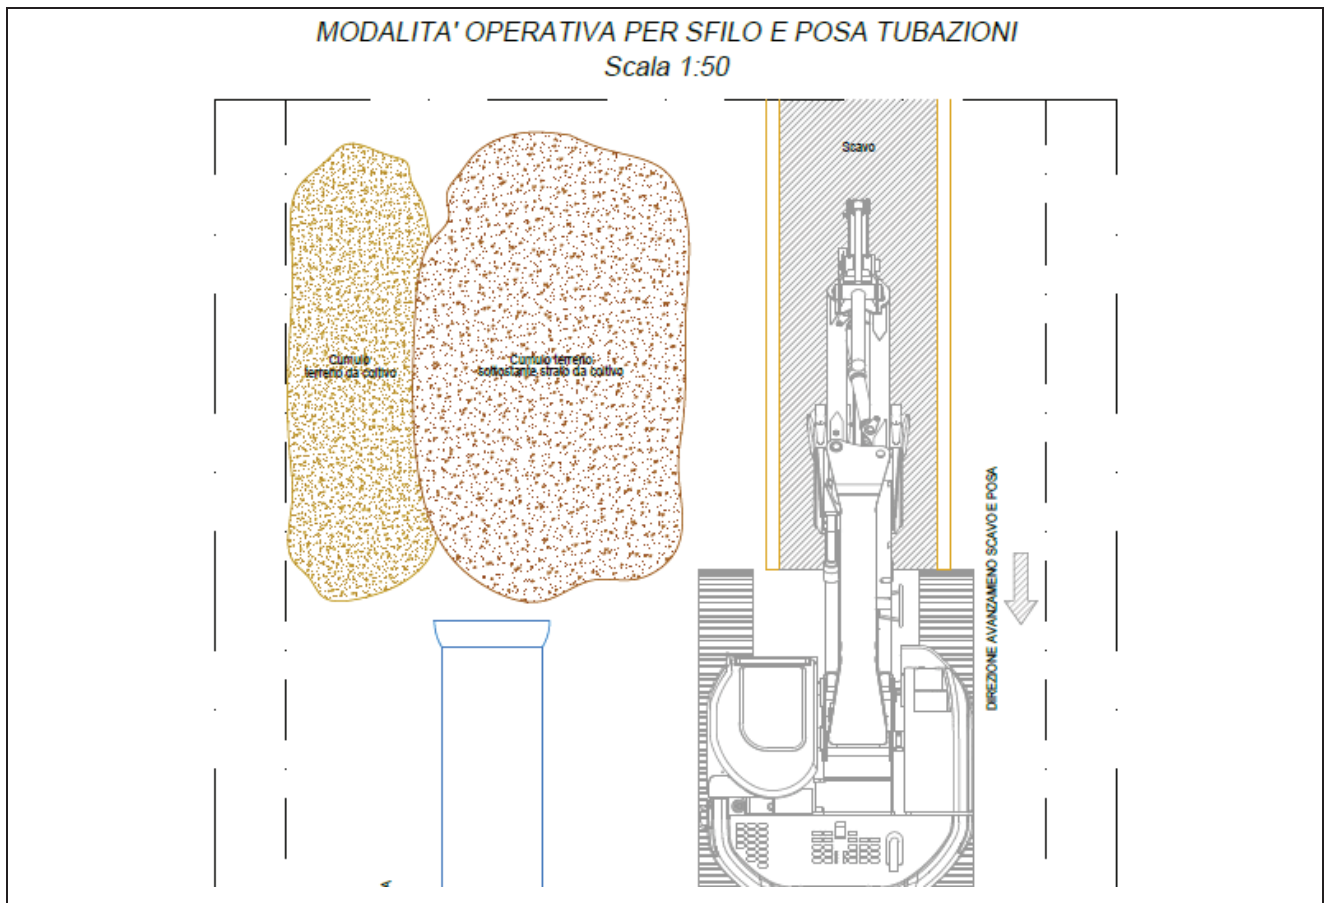 MODALITA' OPERATIVA PER SFILO E POSA TUBAZIONI
Scala 1:50
Scavo
Cumulo
terreno da coltivo
Cumulo terreno
sottostante strato da coltivo
DIREZIONE AVANZAMENO SCAVO E POSA